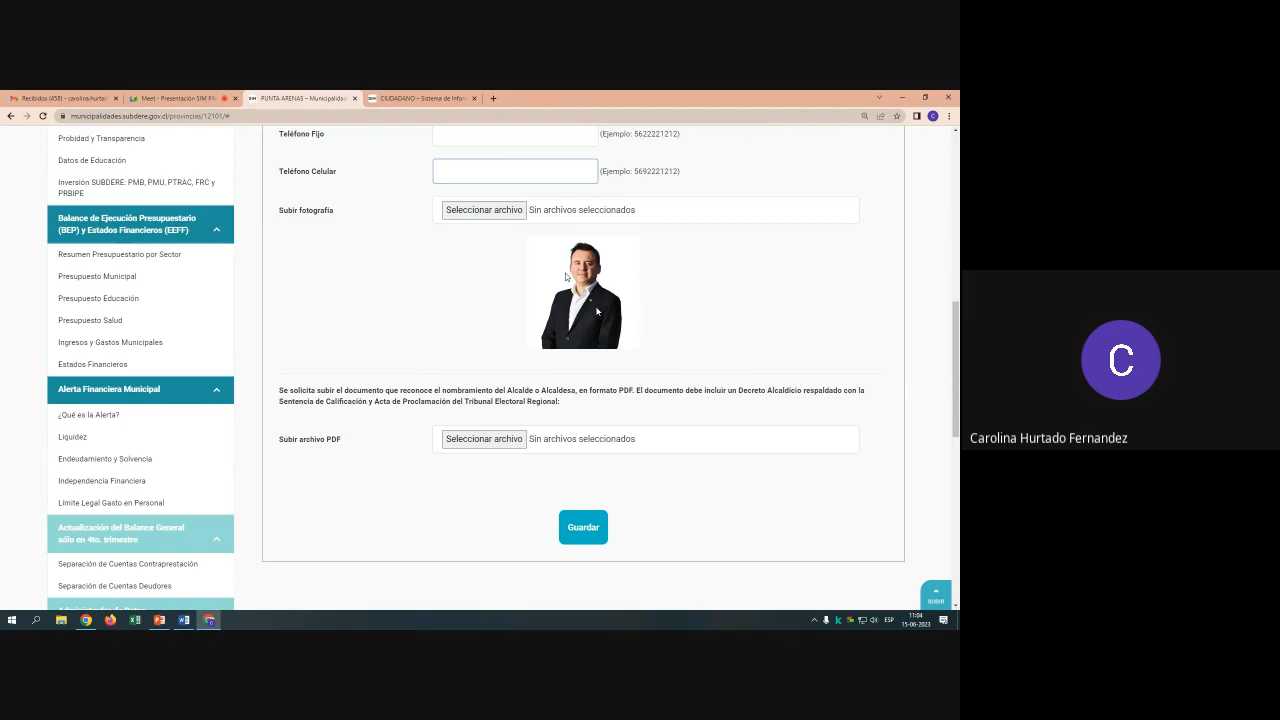 Recibidos (458) - carolina.hurtad
Meet - Presentación SIM-FIM
SIM PUNTA ARENAS – Municipalidad
SIM CIUDADANO – Sistema de Infor
municipalidades.subdere.gov.cl/provincias/12101/#
C
Probidad y Transparencia
Datos de Educación
Inversión SUBDERE: PMB, PMU, PTRAC, FRC y
PRBIPE
Balance de Ejecución Presupuestario
(BEP) y Estados Financieros (EEFF)
Resumen Presupuestario por Sector
Presupuesto Municipal
Presupuesto Educación
Presupuesto Salud
Ingresos y Gastos Municipales
Estados Financieros
Alerta Financiera Municipal
¿Qué es la Alerta?
Liquidez
Endeudamiento y Solvencia
Independencia Financiera
Límite Legal Gasto en Personal
Actualización del Balance General
sólo en 4to. trimestre
Separación de Cuentas Contraprestación
Separación de Cuentas Deudores
Teléfono Fijo
(Ejemplo: 5622221212)
Teléfono Celular
(Ejemplo: 5692221212)
Subir fotografía
Seleccionar archivo Sin archivos seleccionados
Se solicita subir el documento que reconoce el nombramiento del Alcalde o Alcaldesa, en formato PDF. El documento debe incluir un Decreto Alcaldicio respaldado con la
Sentencia de Calificación y Acta de Proclamación del Tribunal Electoral Regional:
Subir archivo PDF
Seleccionar archivo Sin archivos seleccionados
Guardar
SUBIR
ESP
11:04
15-06-2023
C
Carolina Hurtado Fernandez